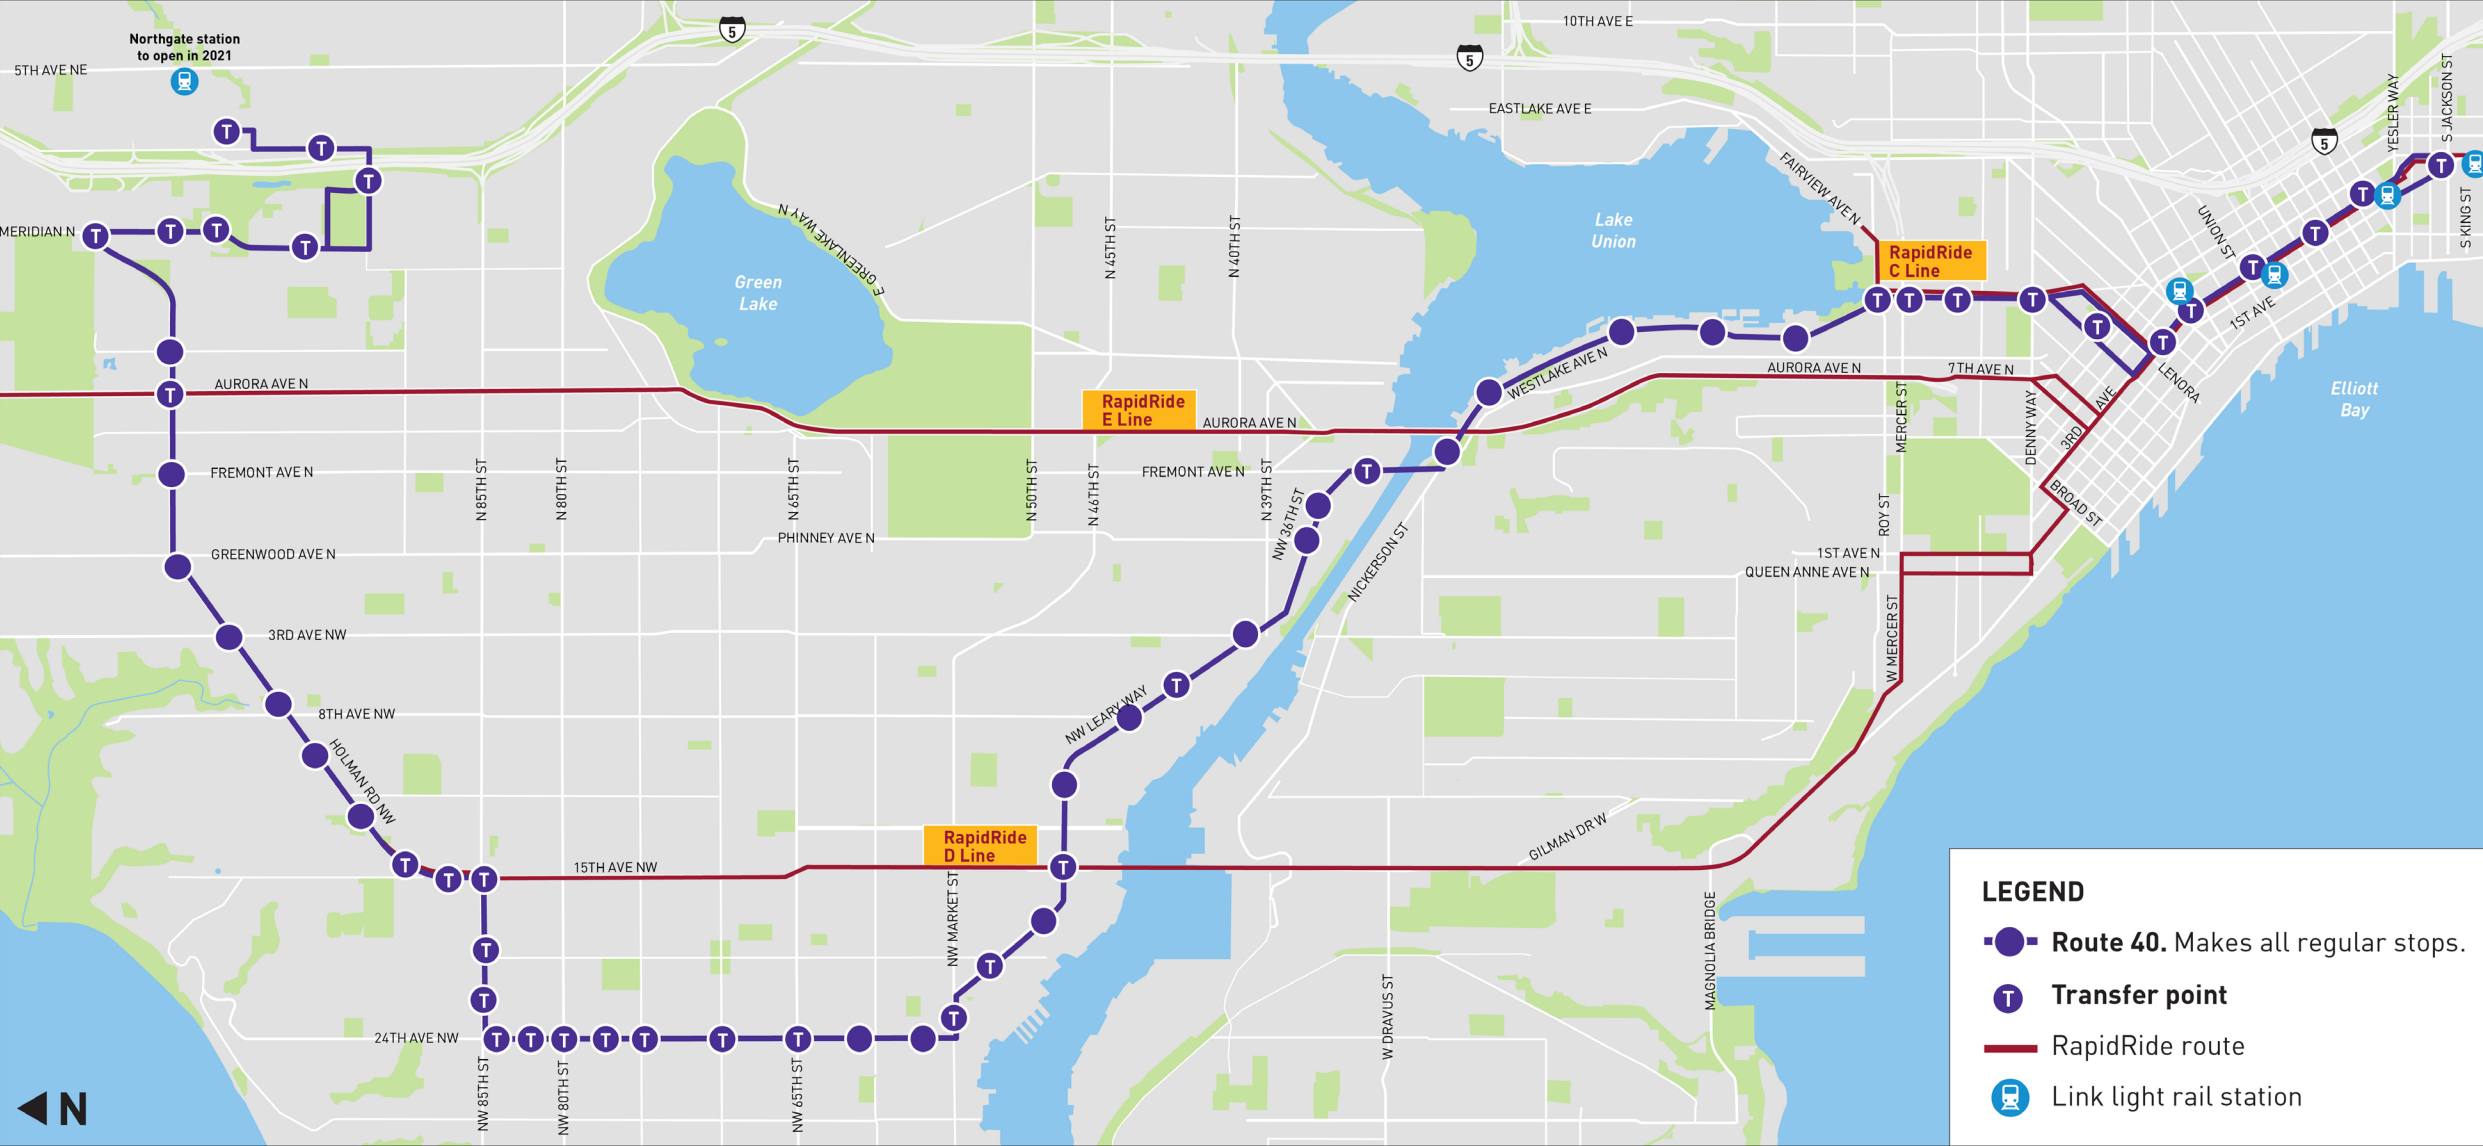 Northgate station
to open in 2021
5TH AVE NE
5
5
5
10TH AVE E
EASTLAKE AVE E
FAIRVIEW AVE N
YESLER WAY
S JACKSON ST
S KING ST
UNION ST
1ST AVE
T
T
T
MERIDIAN N
T
T
T
T
E GREENLAKE WAY N
Green
Lake
N 45TH ST
N 40TH ST
Lake
Union
RapidRide
C Line
T
T
T
T
T
T
T
T
T
T
T
LENORA
Elliott
Bay
WESTLAKE AVE N
AURORA AVE N
T
AURORA AVE N
7TH AVE N
RapidRide
E Line
AURORA AVE N
MERCER ST
DENNY WAY
3RD AVE
BROAD ST
FREMONT AVE N
FREMONT AVE N
T
N 85TH ST
N 80TH ST
N 65TH ST
N 50TH ST
N 46TH ST
N 39TH ST
NW 36TH ST
NICKERSON ST
ROY ST
GREENWOOD AVE N
PHINNEY AVE N
1ST AVE N
QUEEN ANNE AVE N
W MERCER ST
3RD AVE NW
8TH AVE NW
HOLMAN RD NW
NW LEARY WAY
T
RapidRide
D Line
T
T
T
T
15TH AVE NW
GILMAN DR W
NW MARKET ST
MAGNOLIA BRIDGE
W DRAVUS ST
T
T
T
T
24TH AVE NW
T
T
T
T
T
T
T
NW 85TH ST
NW 80TH ST
NW 65TH ST
N
LEGEND
Route 40. Makes all regular stops.
T Transfer point
RapidRide route
Link light rail station